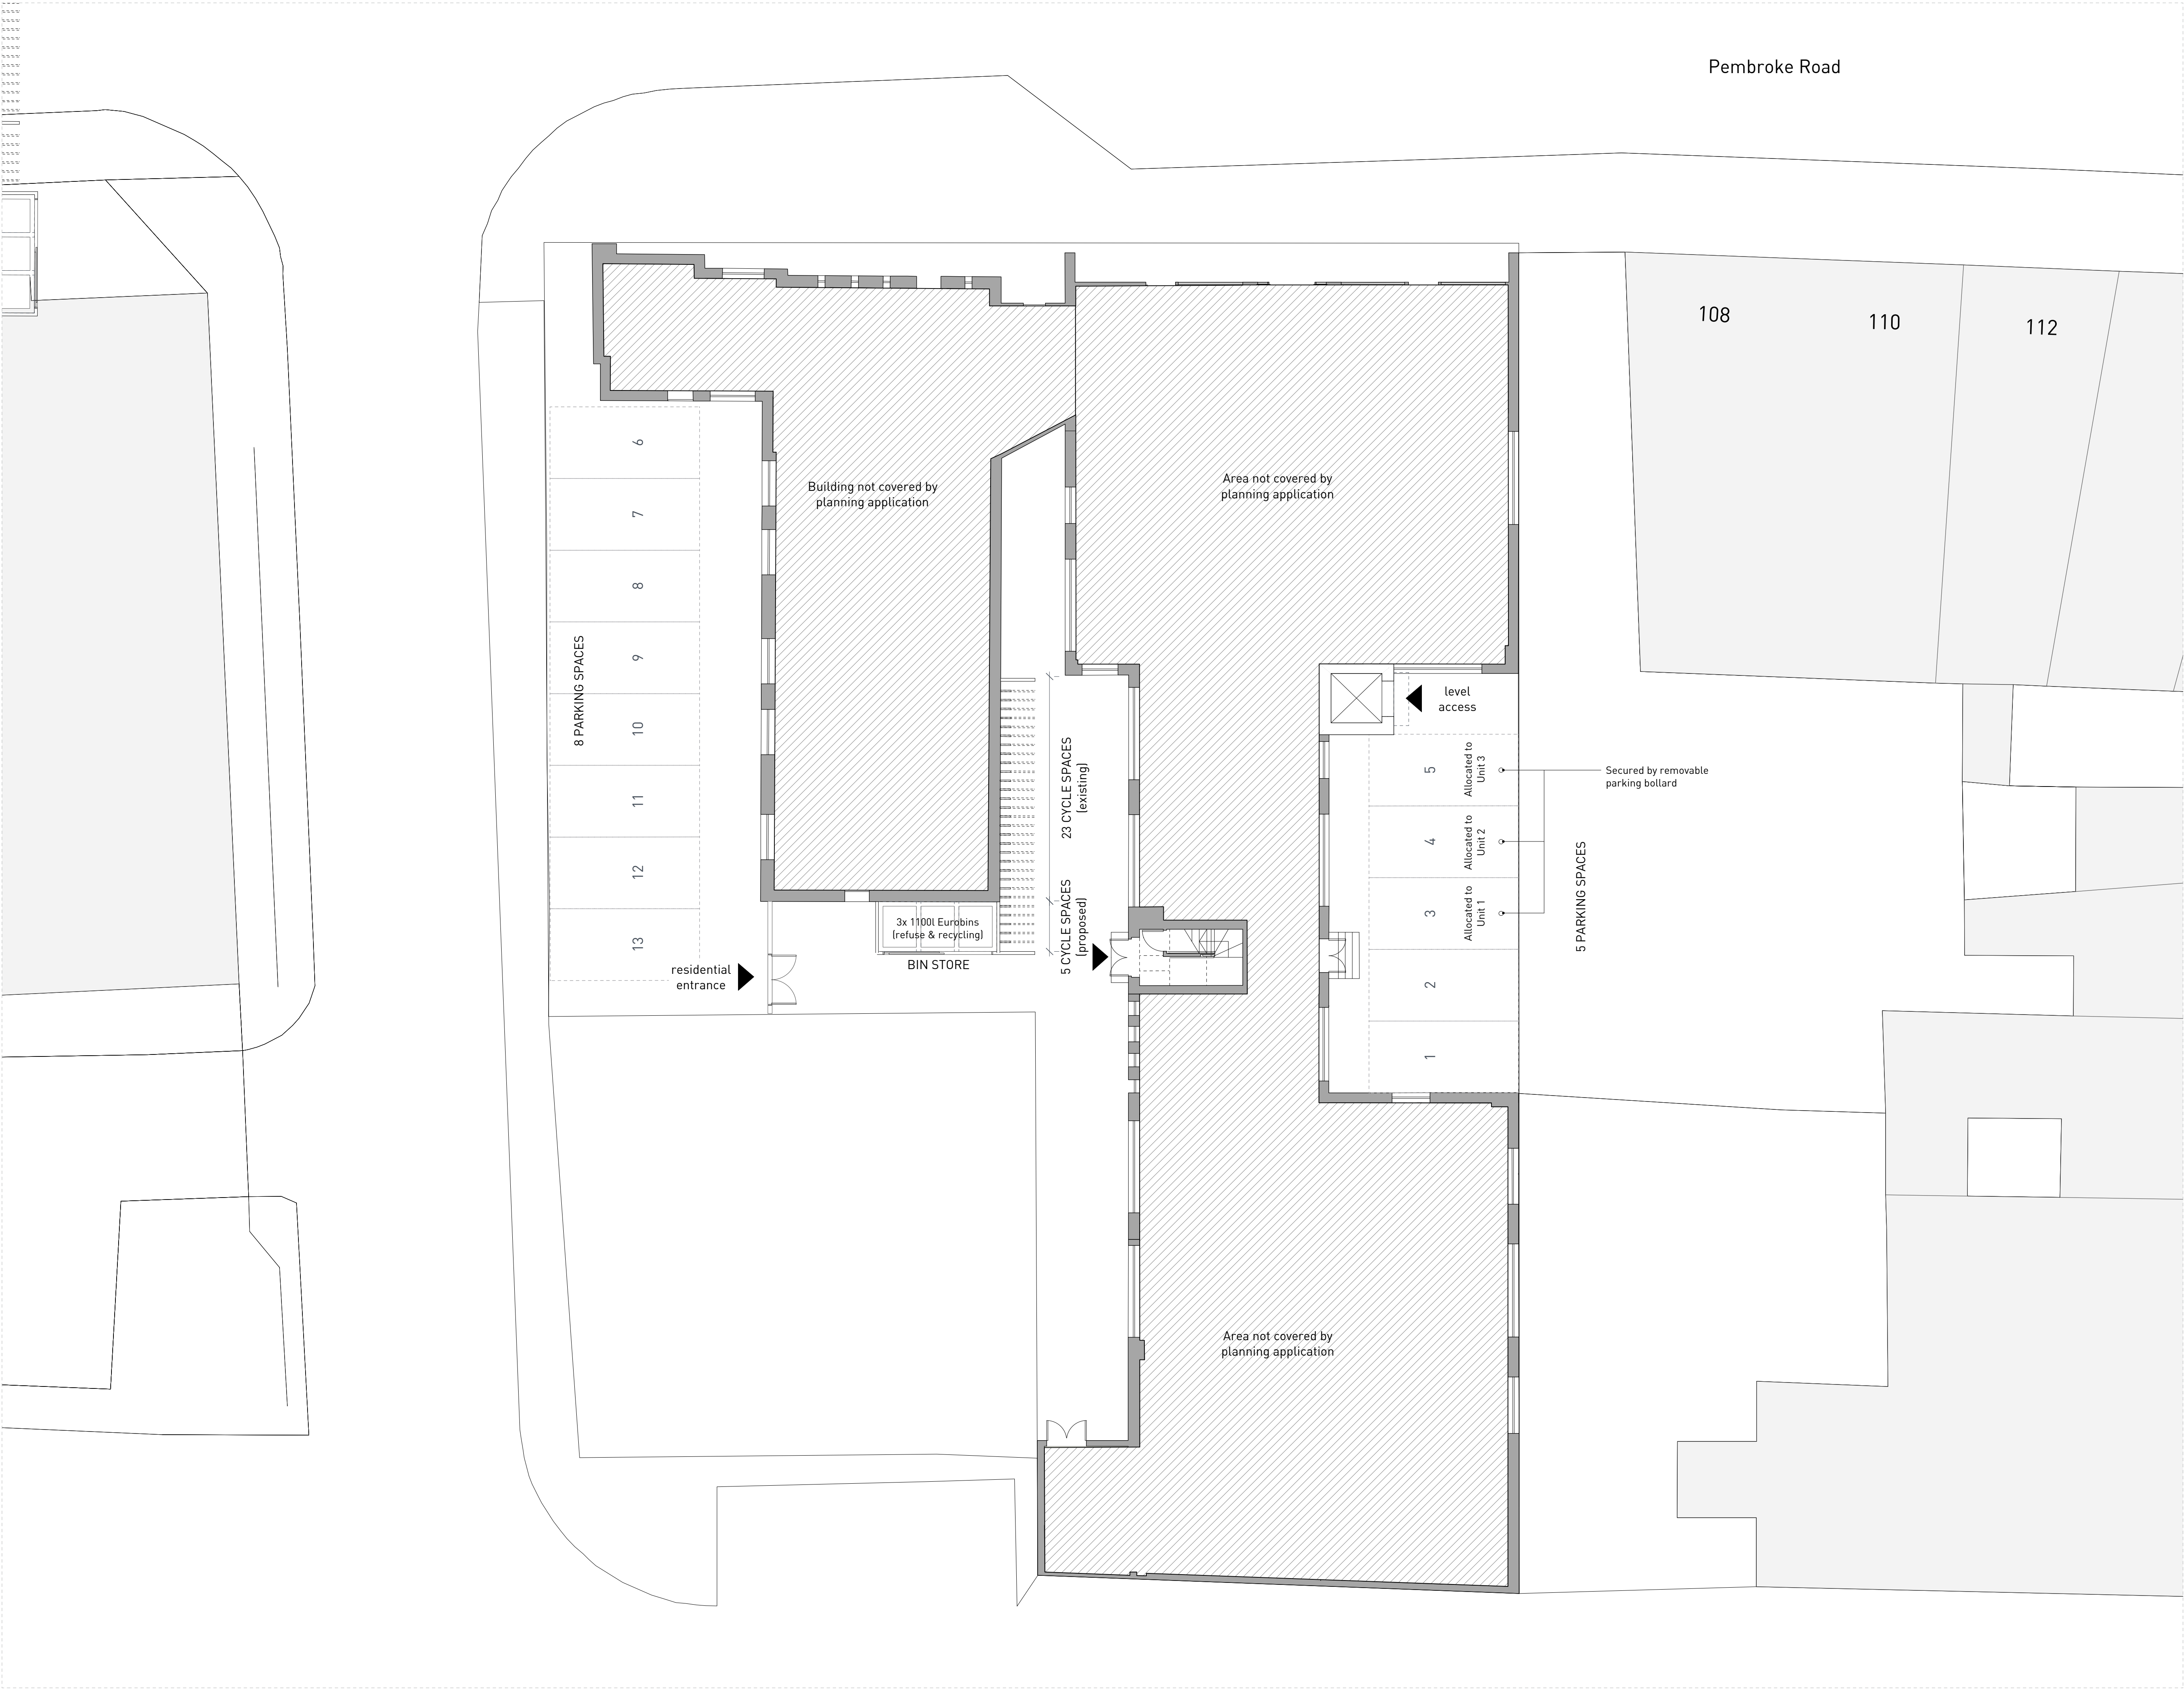 Pembroke Road
108
110
112
Building not covered by
planning application
Area not covered by
planning application
6
7
8
9
10
11
12
13
8 PARKING SPACES
level
access
23 CYCLE SPACES
(existing)
5 CYCLE SPACES
(proposed)
5
Allocated to
Unit 3
4
Allocated to
Unit 2
3
Allocated to
Unit 1
2
1
Secured by removable
parking bollard
5 PARKING SPACES
3x 1100l Eurobins
(refuse & recycling)
BIN STORE
residential
entrance
Area not covered by
planning application